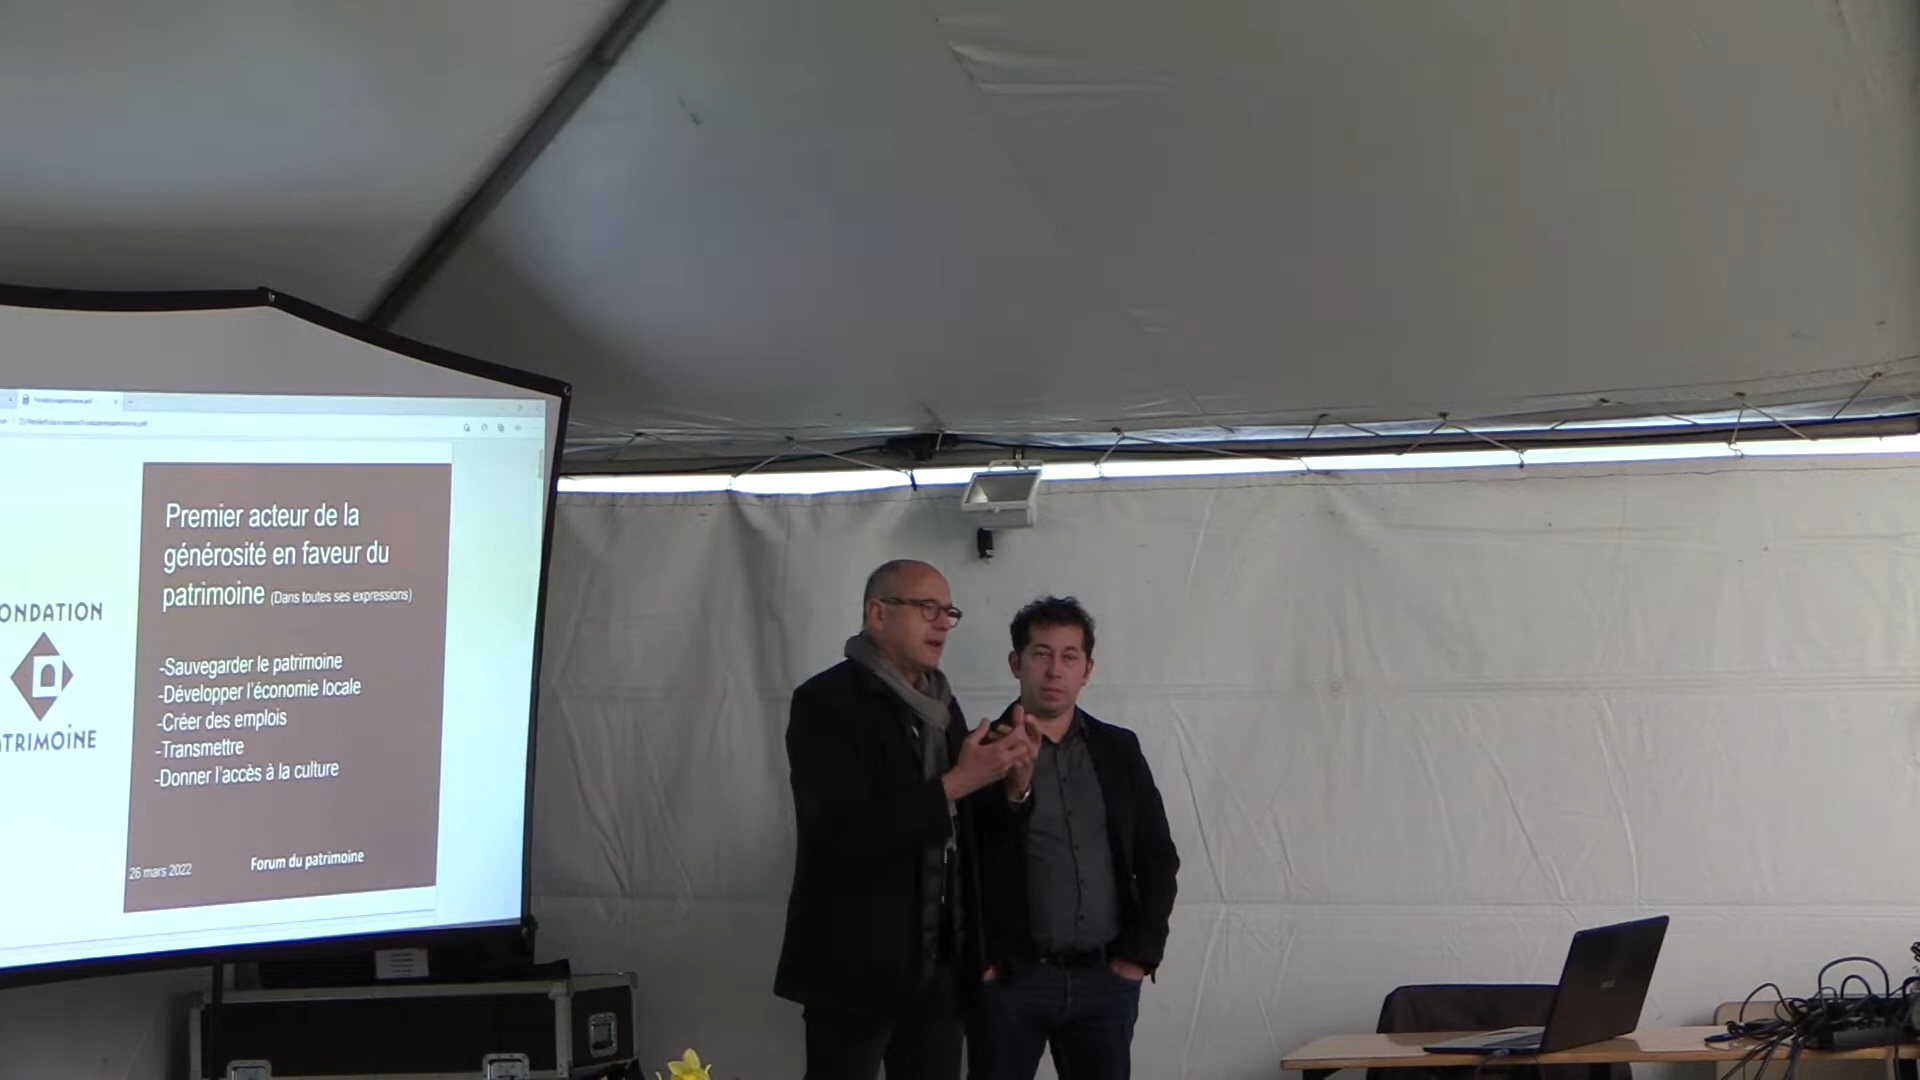 Premier acteur de la
générosité en faveur du
patrimoine (Dans toutes ses expressions)
ONDATION
TRIMOINE
-Sauvegarder le patrimoine
-Développer l'économie locale
-Créer des emplois
-Transmettre
-Donner l'accès à la culture
26 mars 2022
Forum du patrimoine